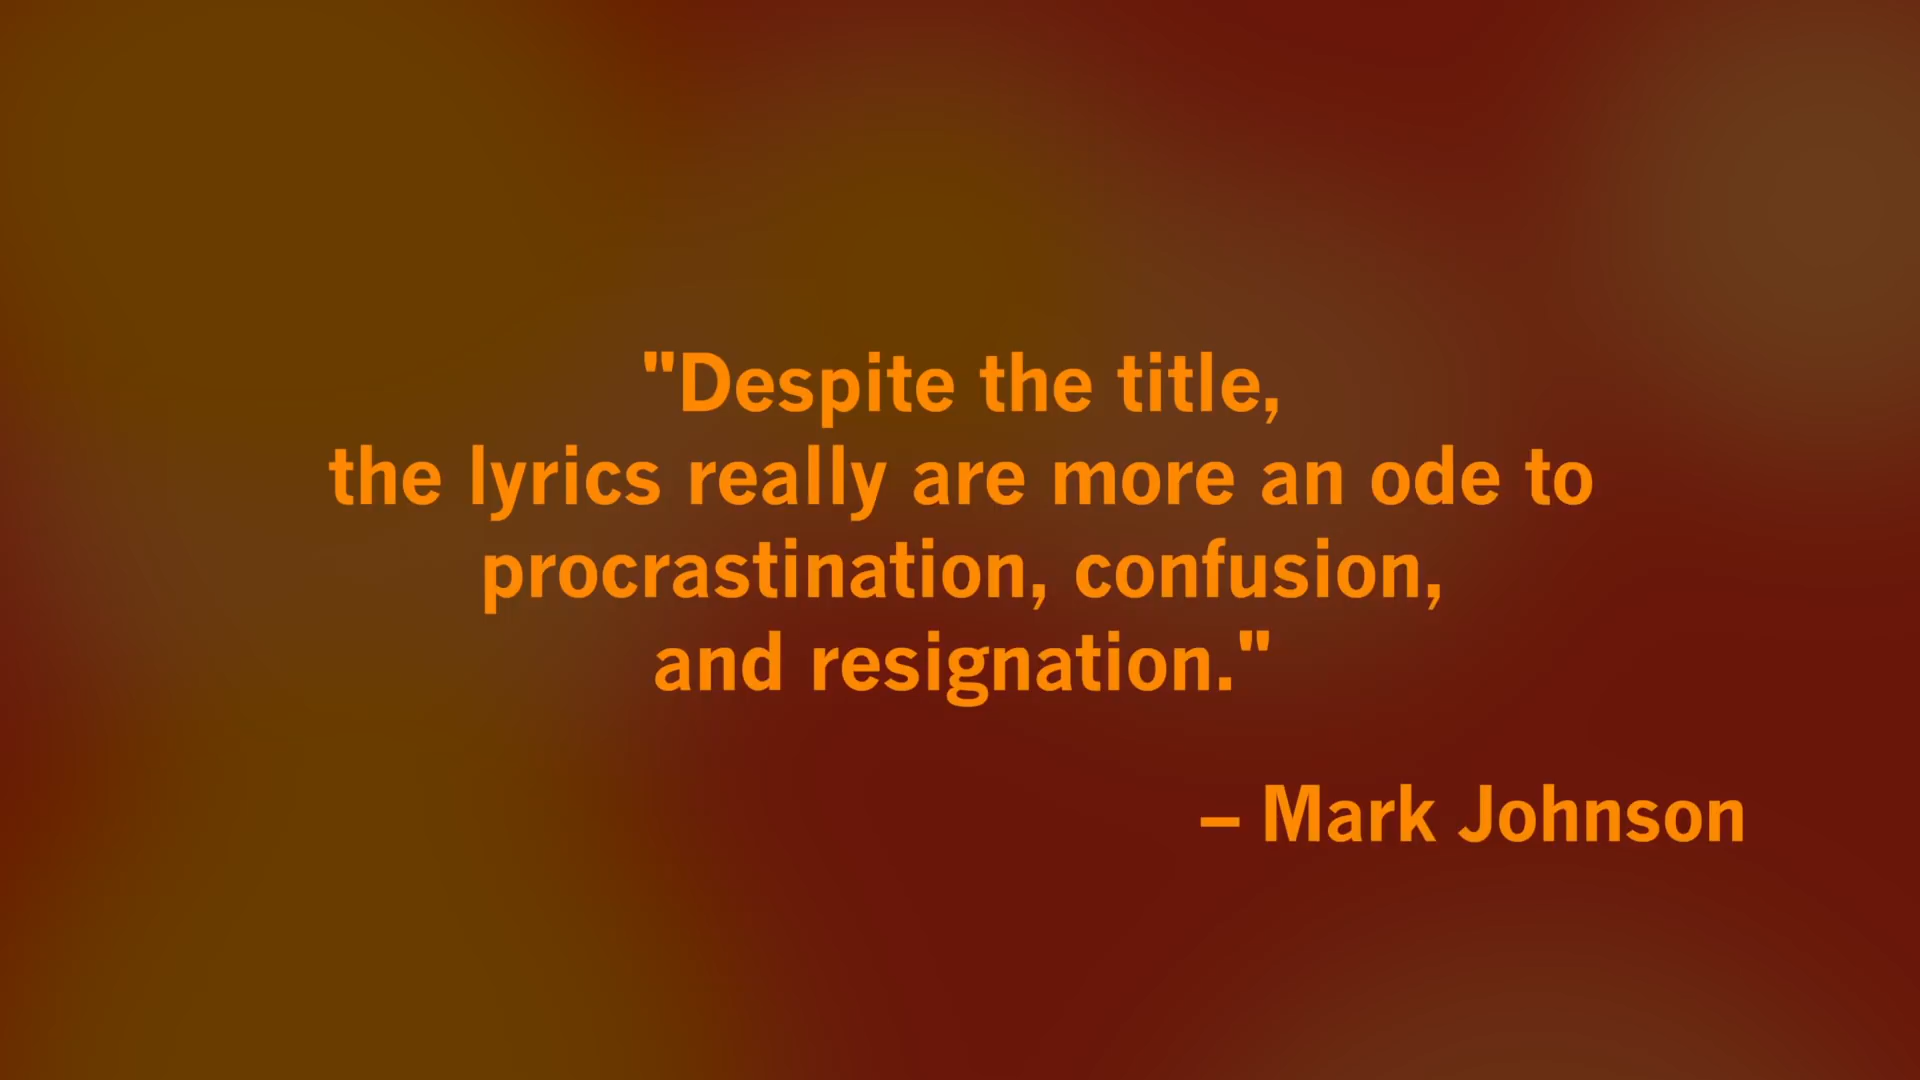 "Despite the title,
the lyrics really are more an ode to
procrastination, confusion,
and resignation."
– Mark Johnson